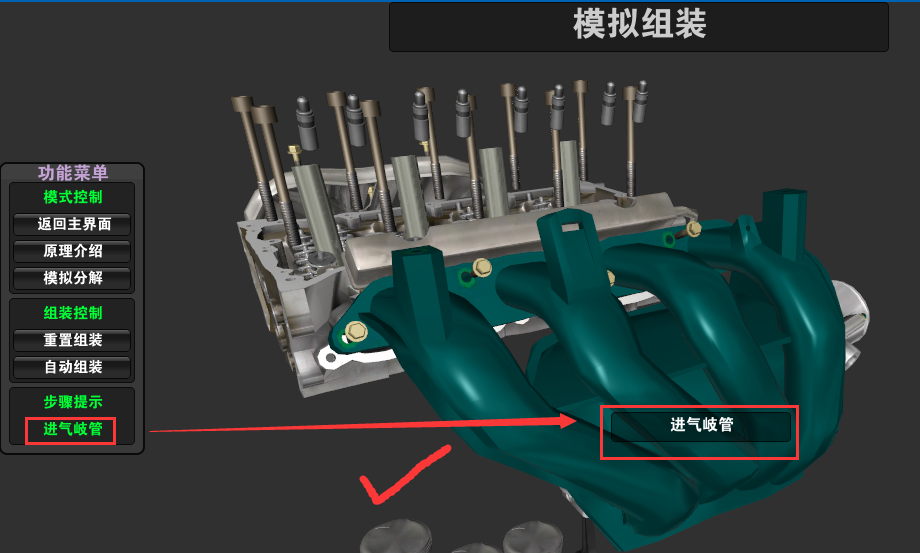 模拟组装
功能菜单
模式控制
返回主界面
原理介绍
模拟分解
组装控制
重置组装
自动组装
步骤提示
进气歧管
进气歧管